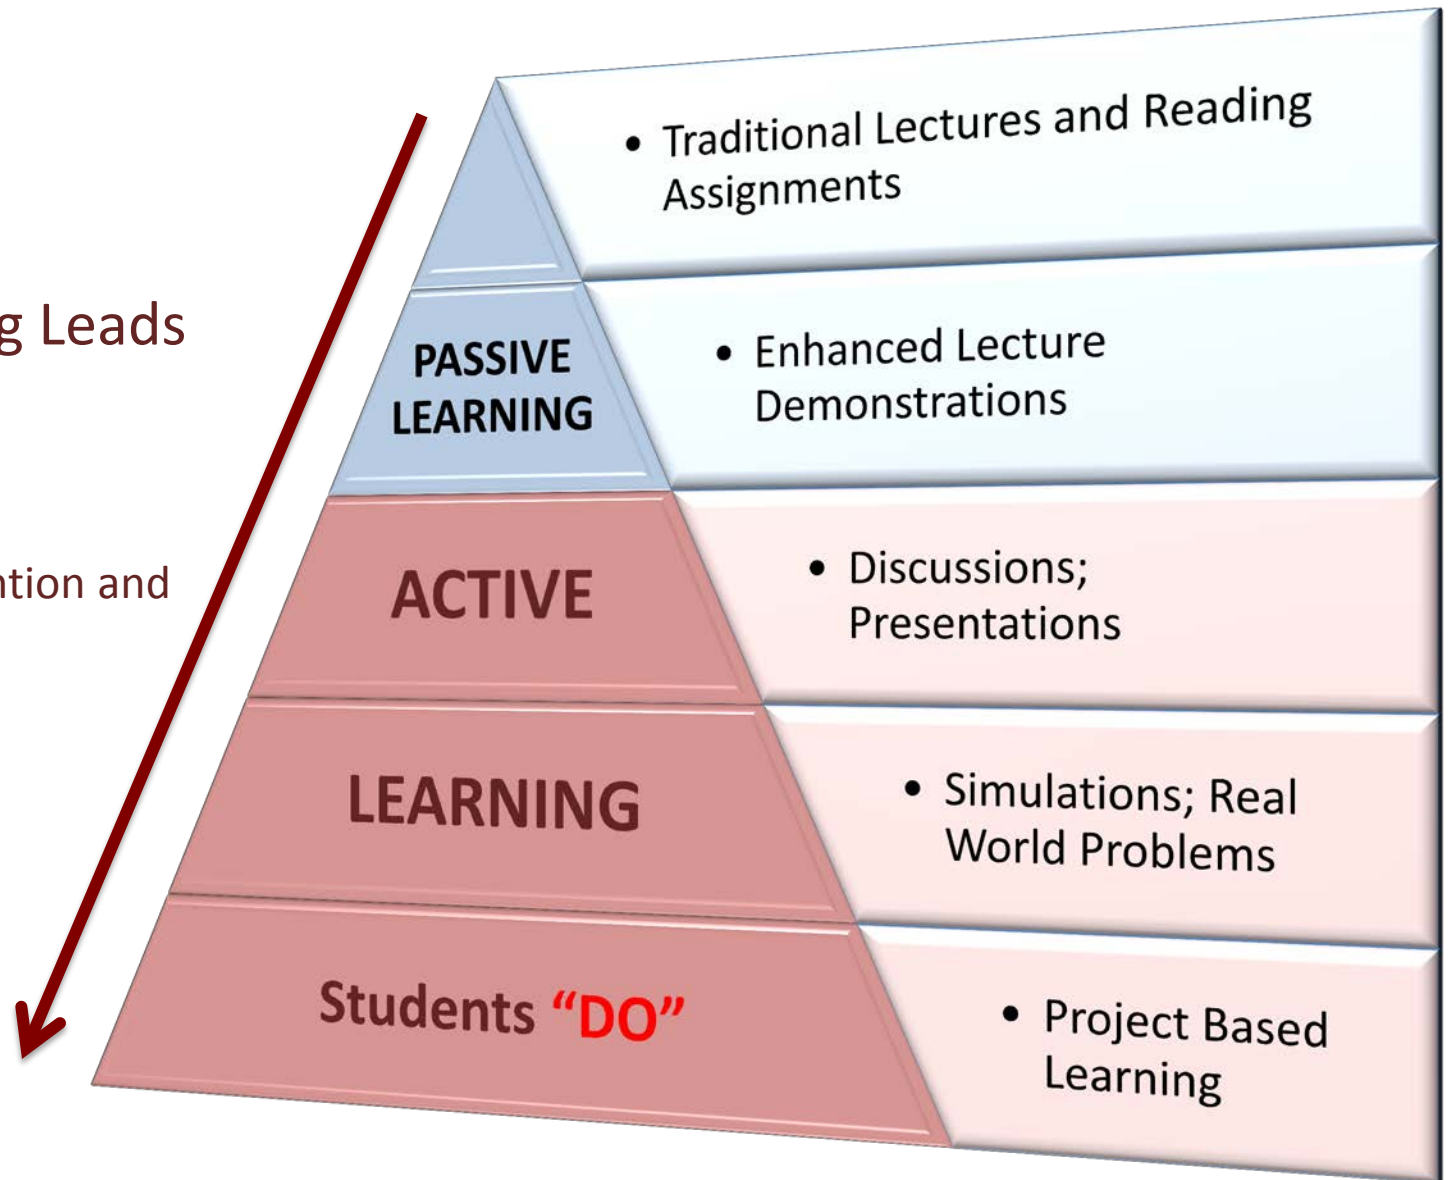 • Traditional Lectures and Reading
Assignments
g Leads
PASSIVE
LEARNING
• Enhanced Lecture
Demonstrations
ntion and
ACTIVE
• Discussions;
Presentations
LEARNING
• Simulations; Real
World Problems
Students “DO”
• Project Based
Learning